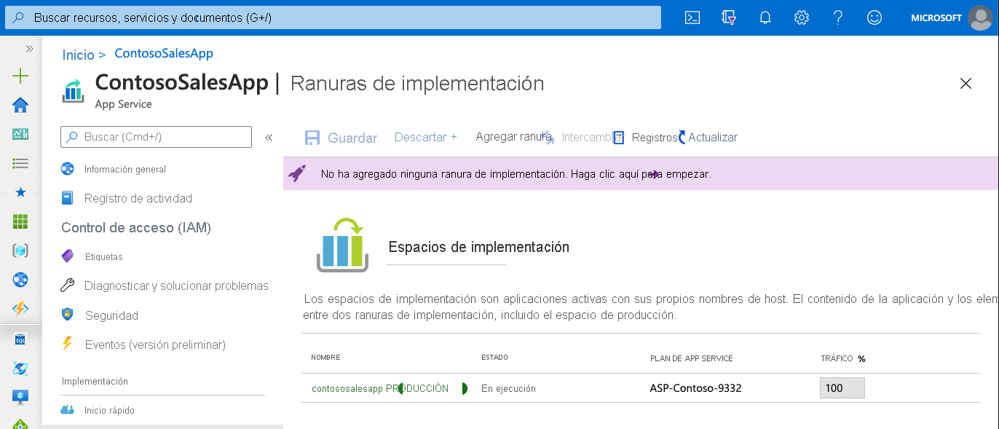 Buscar recursos, servicios y documentos (G+/)
MICROSOFT
Inicio > ContosoSalesApp
ContosoSalesApp | Ranuras de implementación
App Service
Buscar (Cmd+/)
Guardar Descartar + Agregar ranura Intercambiar Registros Actualizar
No ha agregado ninguna ranura de implementación. Haga clic aquí para empezar.
Información general
Registro de actividad
Control de acceso (IAM)
Etiquetas
Diagnosticar y solucionar problemas
Seguridad
Eventos (versión preliminar)
Implementación
Inicio rápido
Espacios de implementación
Los espacios de implementación son aplicaciones activas con sus propios nombres de host. El contenido de la aplicación y los elem
entre dos ranuras de implementación, incluido el espacio de producción.
NOMBRE ESTADO PLAN DE APP SERVICE TRÁFICO %
contososalesapp PRODUCCIÓN En ejecución ASP-Contoso-9332 100
SQL